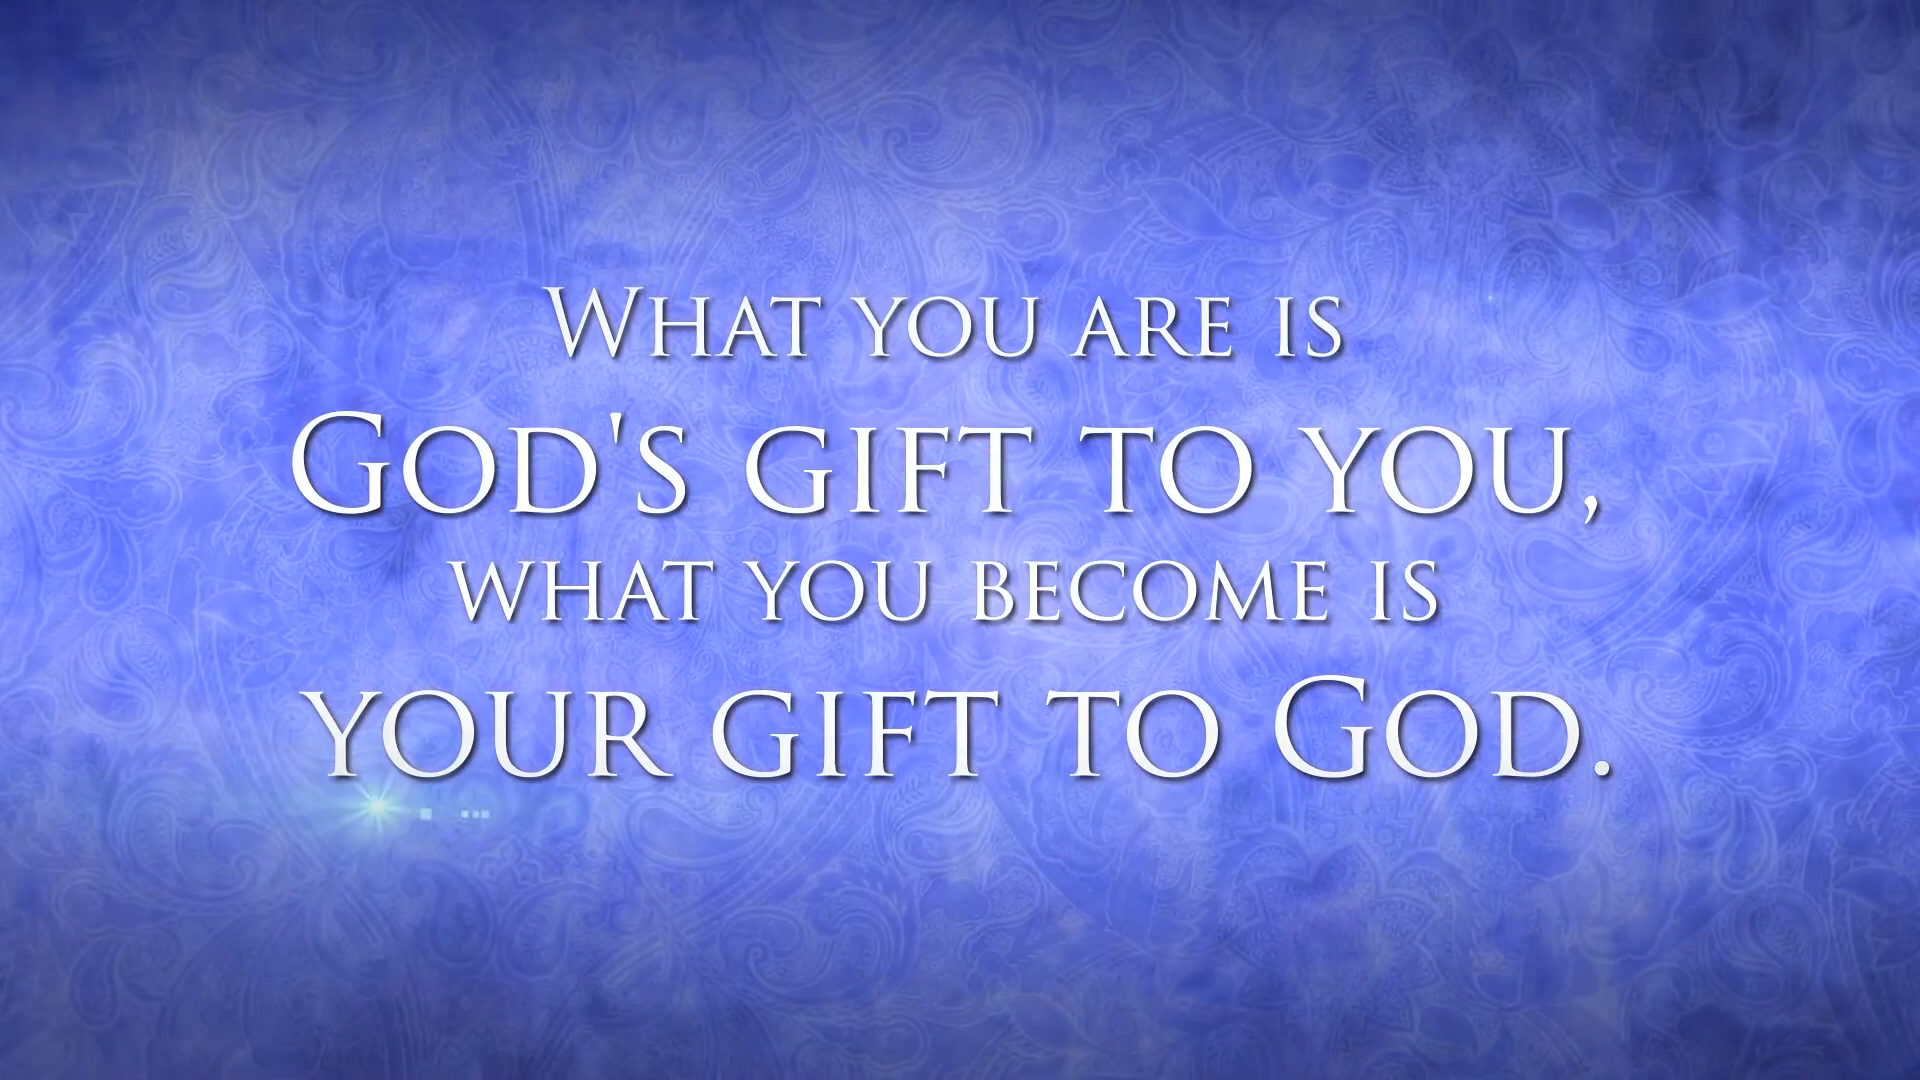 What you are is
God's gift to you,
what you become is
your gift to God.